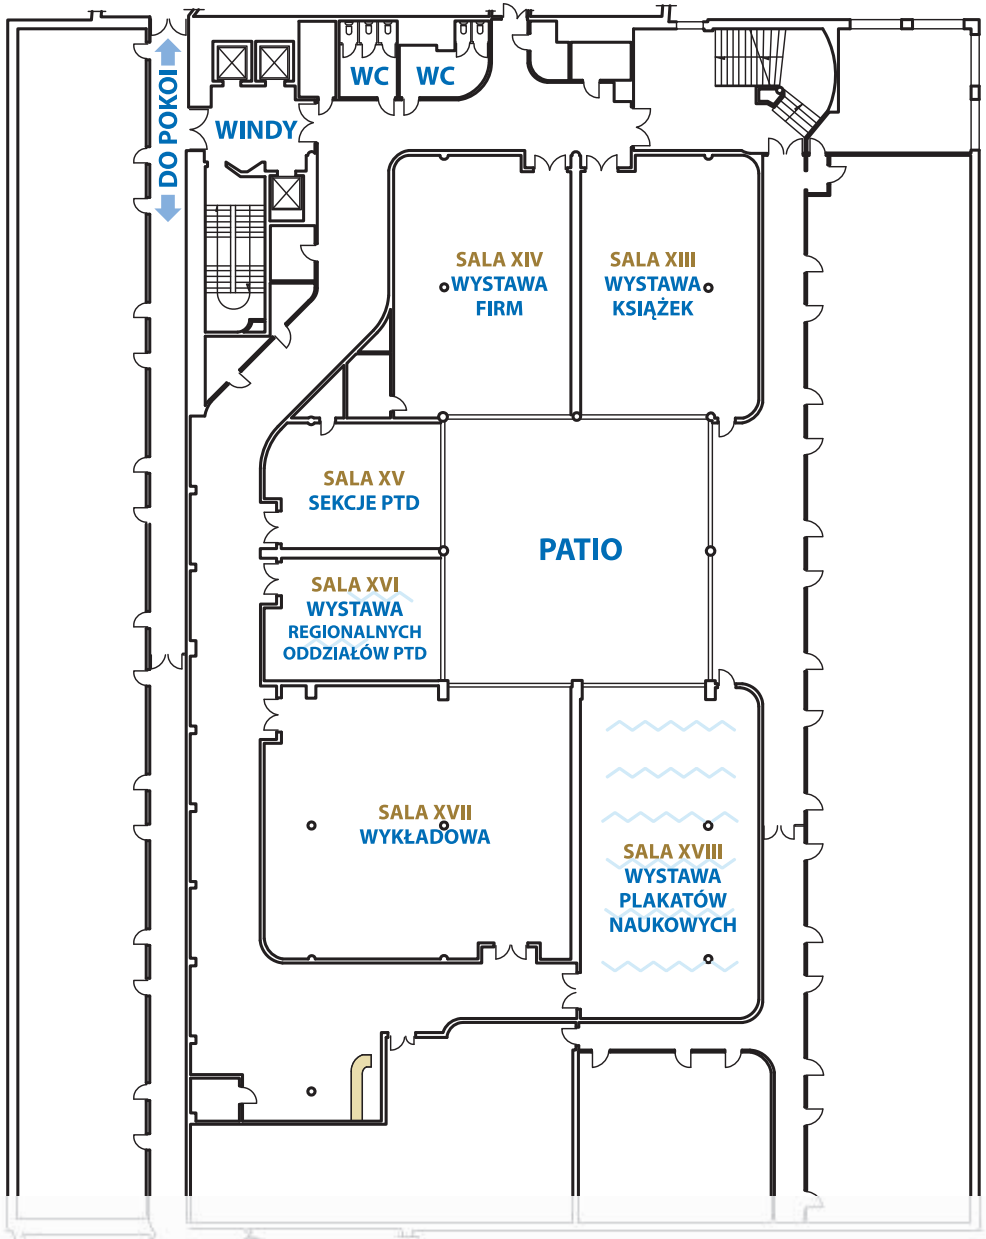 WC
WC
DO POKOI
WINDY
SALA XIV
WYSTAWA
FIRM
SALA XIII
WYSTAWA
KSIĄŻEK
SALA XV
SEKCJE PTD
PATIO
SALA XVI
WYSTAWA
REGIONALNYCH
ODDZIAŁÓW PTD
SALA XVII
WYKŁADOWA
SALA XVIII
WYSTAWA
PLAKATÓW
NAUKOWYCH